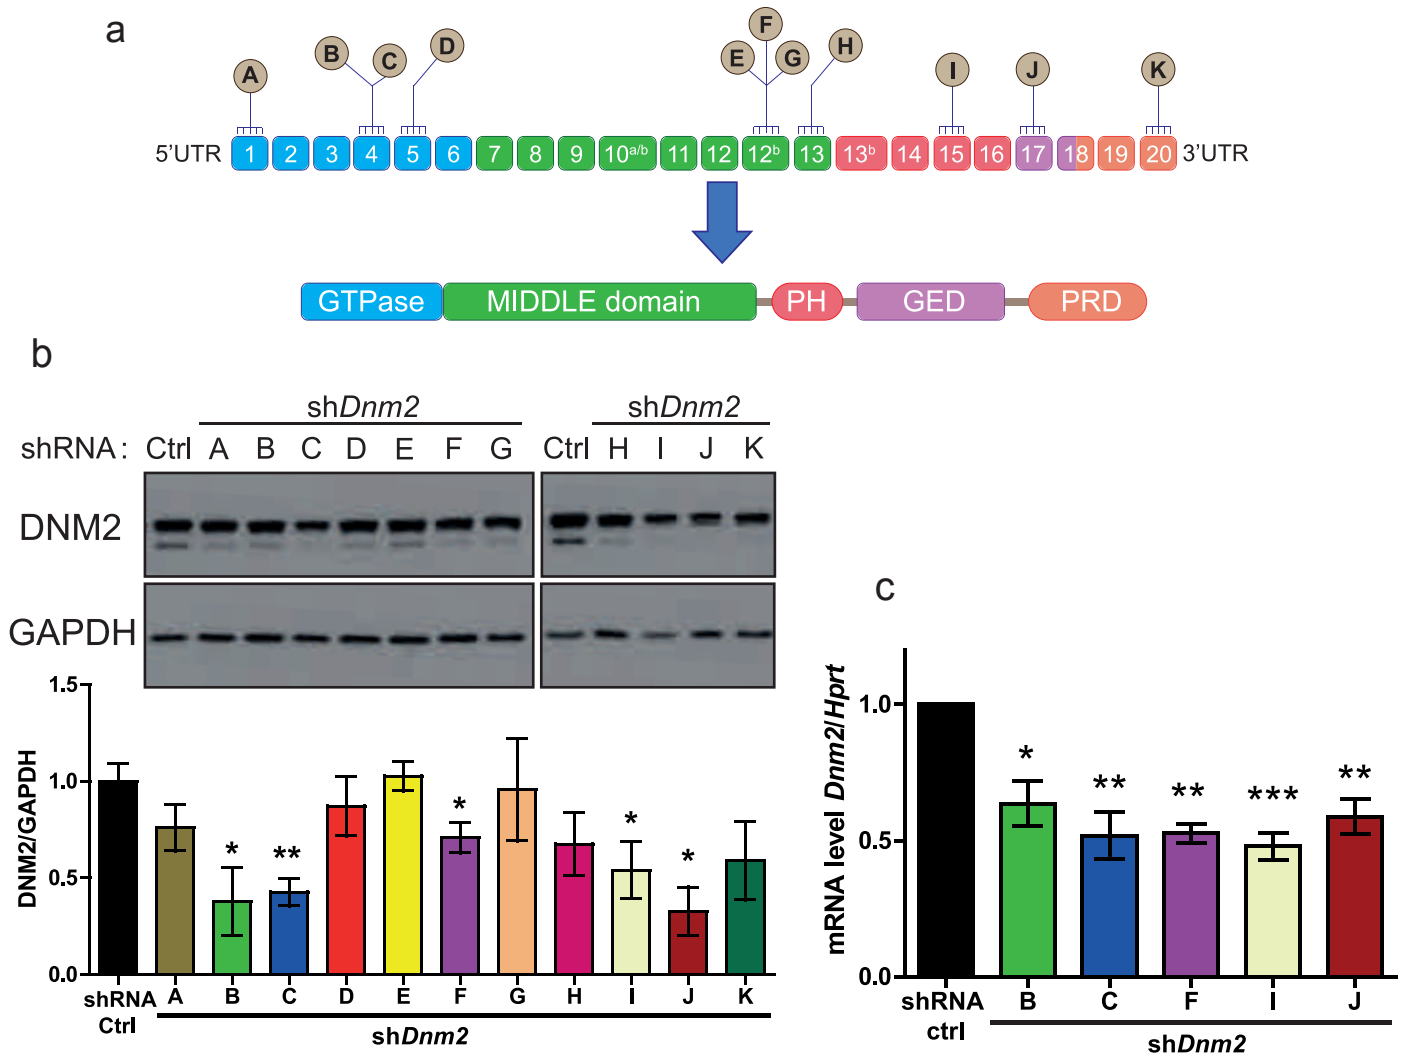 a
A B C D E F G H I J K
5'UTR 1 2 3 4 5 6 7 8 9 10a/b 11 12 12b 13 13b 14 15 16 17 18 19 20 3'UTR
GTPase MIDDLE domain PH GED PRD
b
shDnm2 shDnm2
shRNA: Ctrl A B C D E F G Ctrl H I J K
DNM2
GAPDH
DNM2/GAPDH
1.5
1.0
0.5
0.0
* ** * * *
shRNA Ctrl A B C D E F G H I J K
shDnm2
c
mRNA level Dnm2/Hprt
1.0
0.5
0.0
* ** ** *** **
shRNA ctrl B C F I J
shDnm2